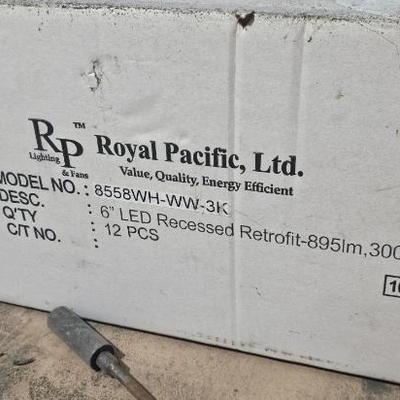 RP™ Royal Pacific, Ltd.
Lighting & Fans
Value, Quality, Energy Efficient
MODEL NO. : 8558WH-WW-3K
DESC. : 6" LED Recessed Retrofit-895lm,300
Q'TY : 12 PCS
C/T NO. :